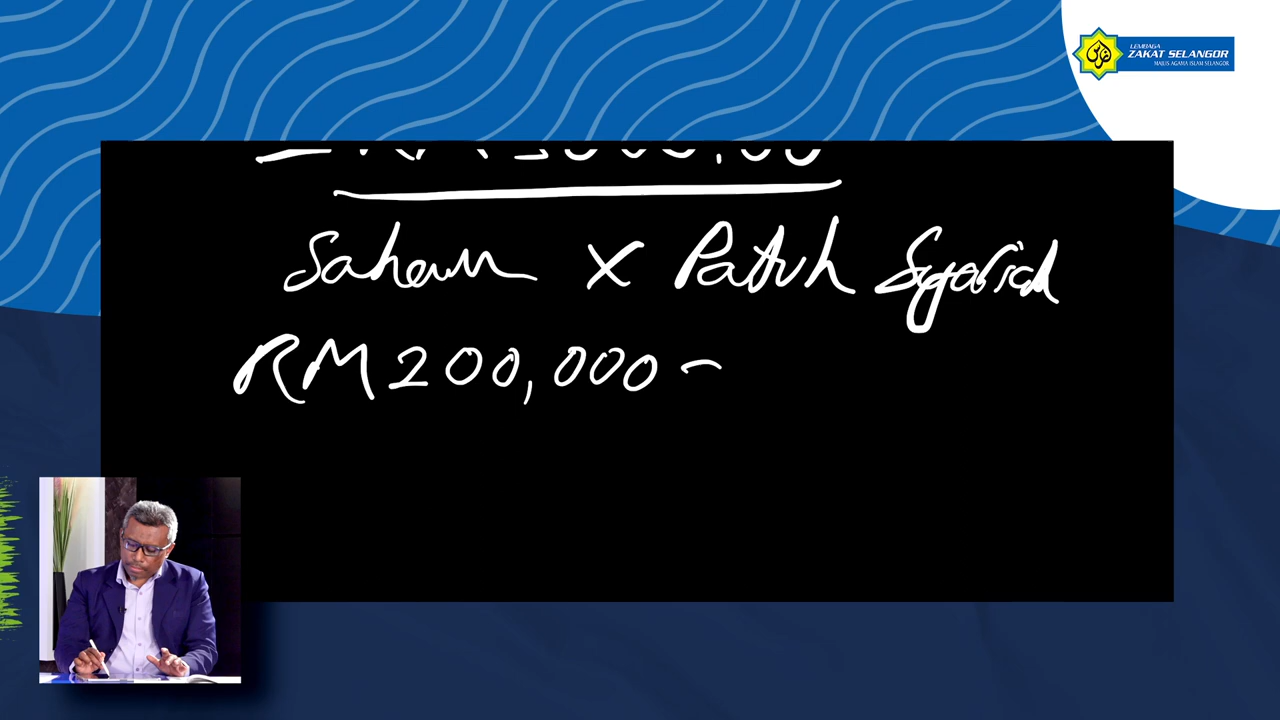 LEMBAGA
ZAKAT SELANGOR
MAJLIS AGAMA ISLAM SELANGOR
Saham X Patuh Syariah
RM200,000 -